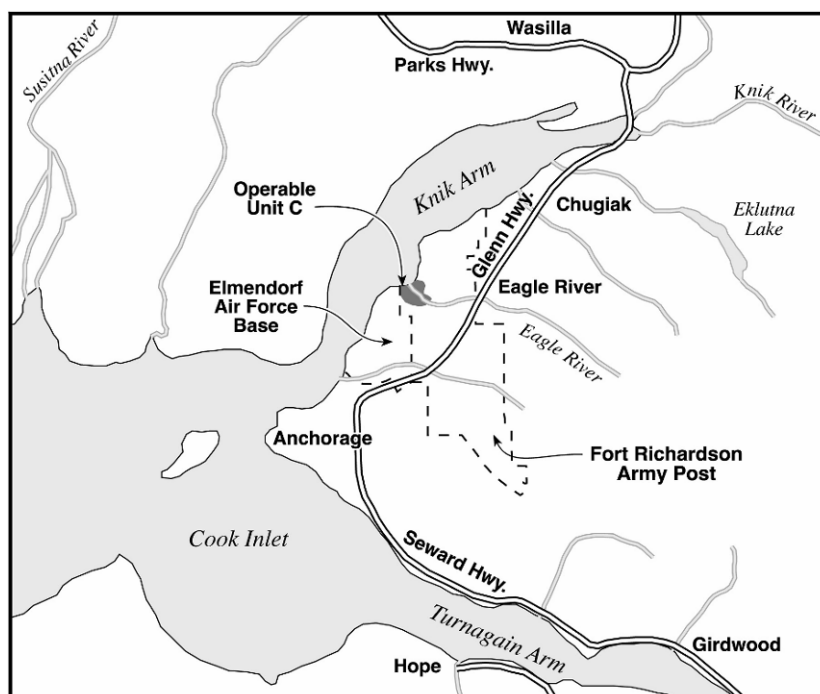 Wasilla
Parks Hwy.
Susitna River
Knik River
Operable
Unit C
Knik Arm
Glenn Hwy.
Chugiak
Eklutna
Lake
Elmendorf
Air Force
Base
Eagle River
Eagle River
Anchorage
Fort Richardson
Army Post
Cook Inlet
Seward Hwy.
Turnagain Arm
Girdwood
Hope